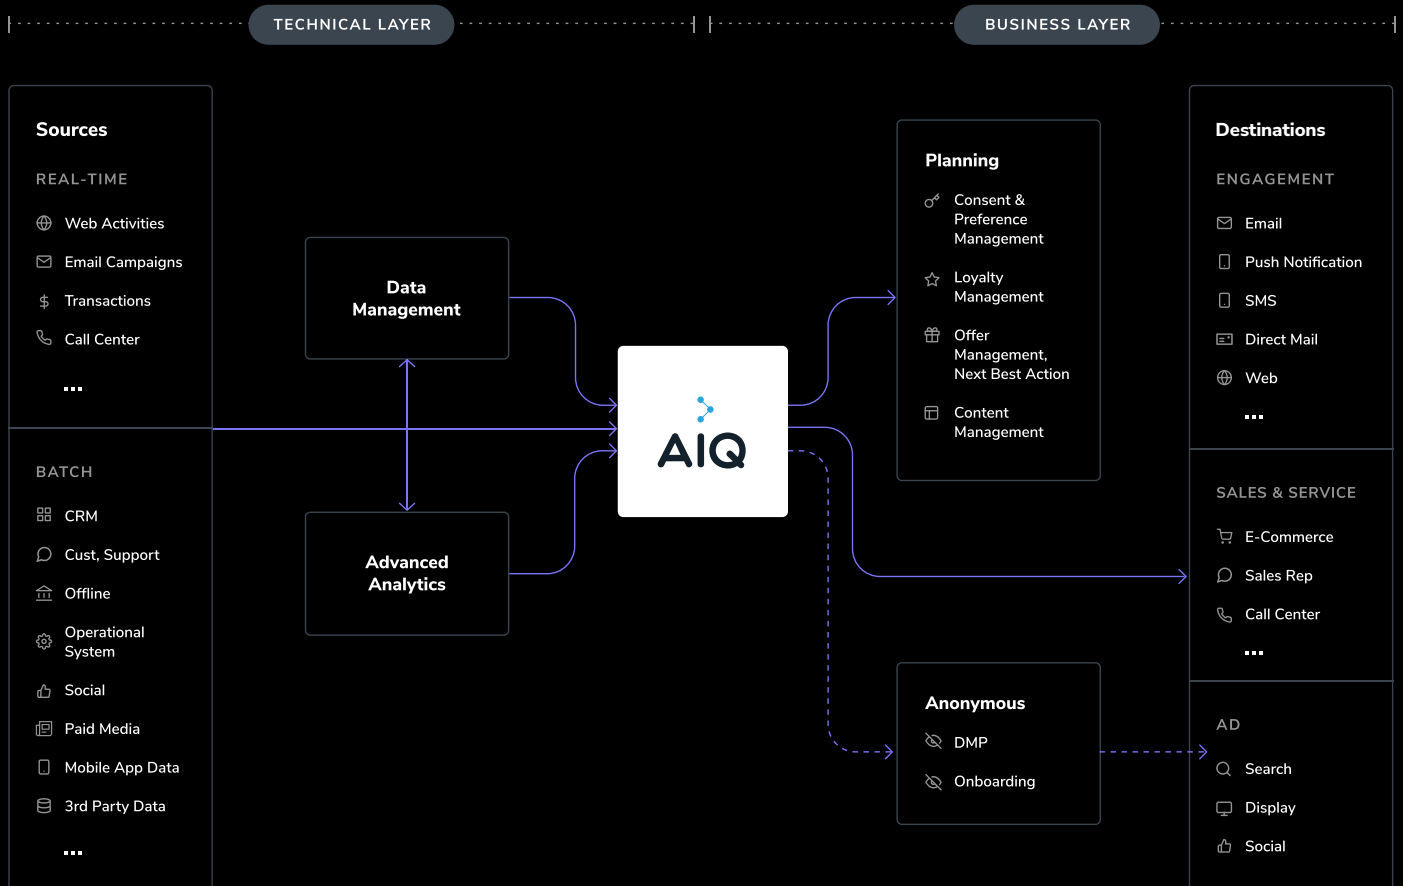 TECHNICAL LAYER
BUSINESS LAYER
Sources
REAL-TIME
Web Activities
Email Campaigns
Transactions
Call Center
...
BATCH
CRM
Cust, Support
Offline
Operational
System
Social
Paid Media
Mobile App Data
3rd Party Data
...
Data
Management
Advanced
Analytics
AIQ
Planning
Consent &
Preference
Management
Loyalty
Management
Offer
Management,
Next Best Action
Content
Management
Anonymous
DMP
Onboarding
Destinations
ENGAGEMENT
Email
Push Notification
SMS
Direct Mail
Web
...
SALES & SERVICE
E-Commerce
Sales Rep
Call Center
...
AD
Search
Display
Social